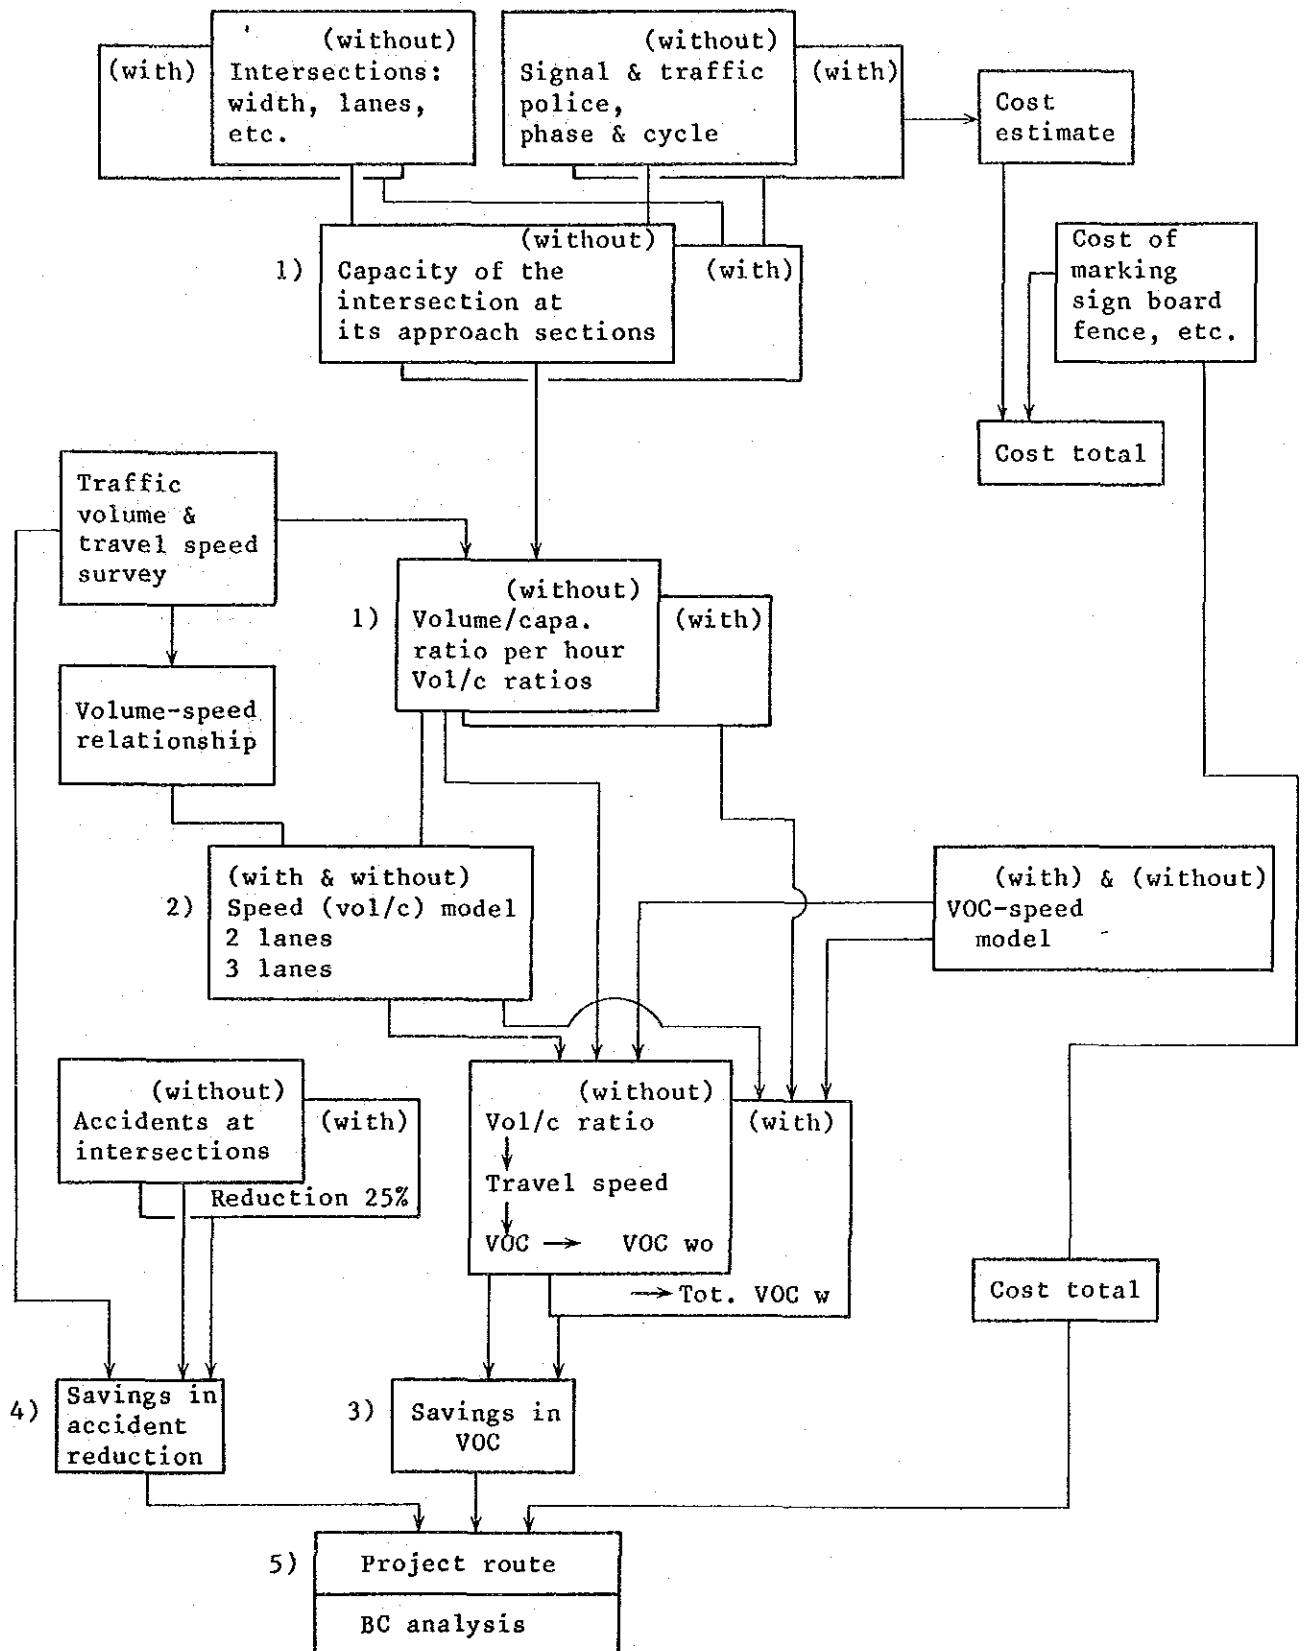 (without)
(with)
Intersections:
width, lanes,
etc.
(without)
Signal & traffic
police,
phase & cycle
(with)
Cost
estimate
(without)
1)
Capacity of the
intersection at
its approach sections
(with)
Cost of
marking
sign board
fence, etc.
Cost total
Traffic
volume &
travel speed
survey
(without)
1)
Volume/capa.
ratio per hour
Vol/c ratios
(with)
Volume-speed
relationship
(with & without)
2)
Speed (vol/c) model
2 lanes
3 lanes
(with) & (without)
VOC-speed
model
(without)
Accidents at
intersections
(with)
Reduction 25%
(without)
Vol/c ratio
Travel speed
VOC → VOC wo
(with)
→ Tot. VOC w
Cost total
4)
Savings in
accident
reduction
3)
Savings in
VOC
5)
Project route
BC analysis